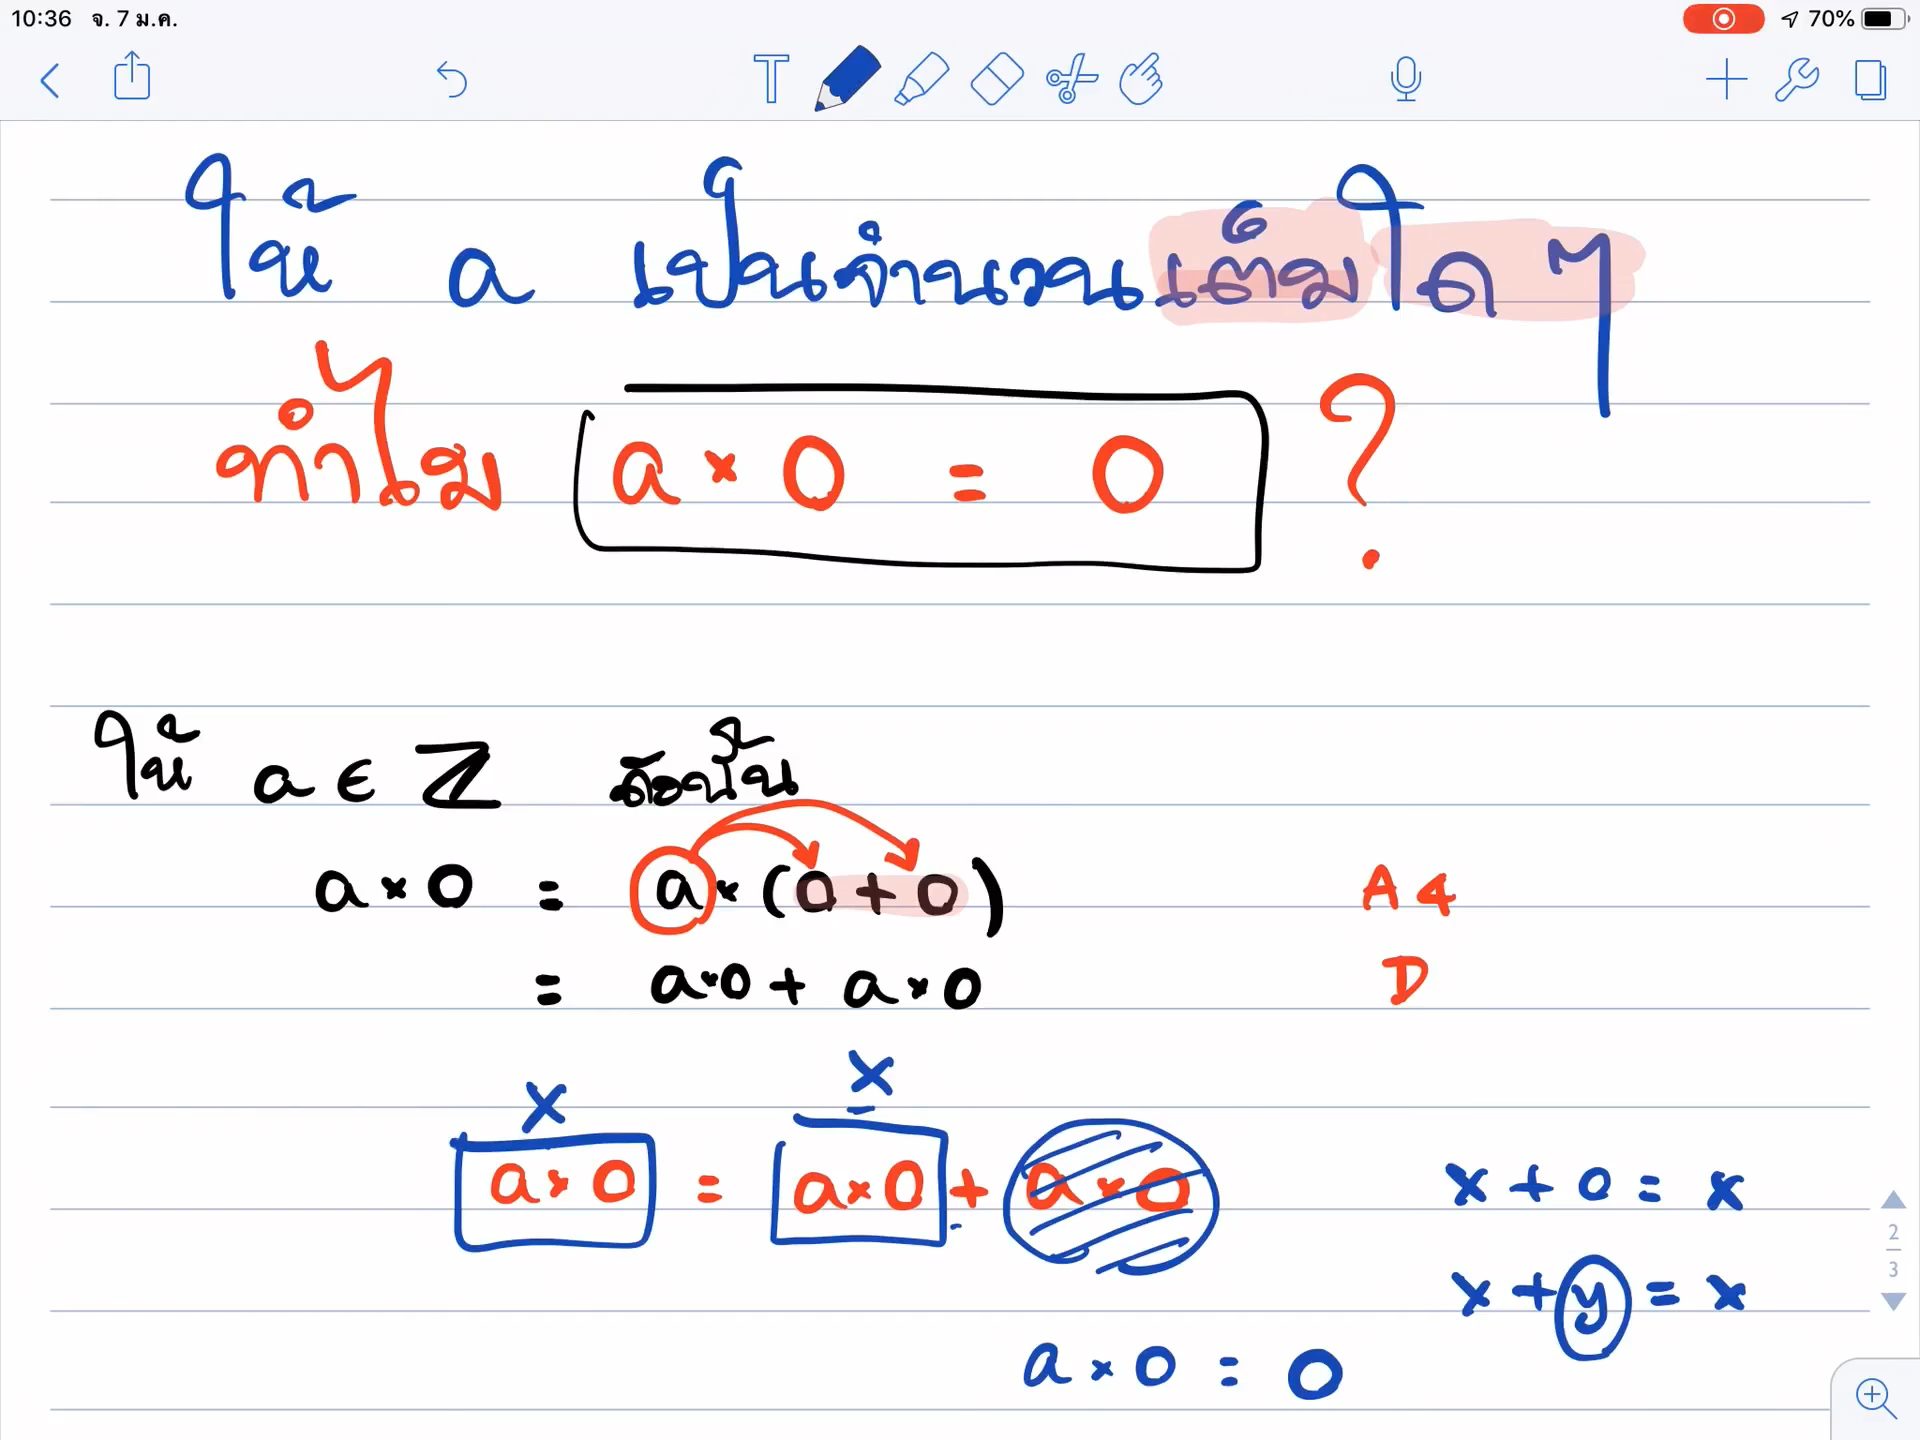 10:36 จ. 7 ม.ค. 70%
T
ให้ a เป็นจำนวนเต็มใด ๆ
ทำไม a × 0 = 0 ?
ให้ a ∈ ℤ ดังนั้น
a × 0 = a × (0 + 0) A4
= a × 0 + a × 0 D
x x
a × 0 = a × 0 + a × 0 x + 0 = x
x + y = x
a × 0 = 0
2
3